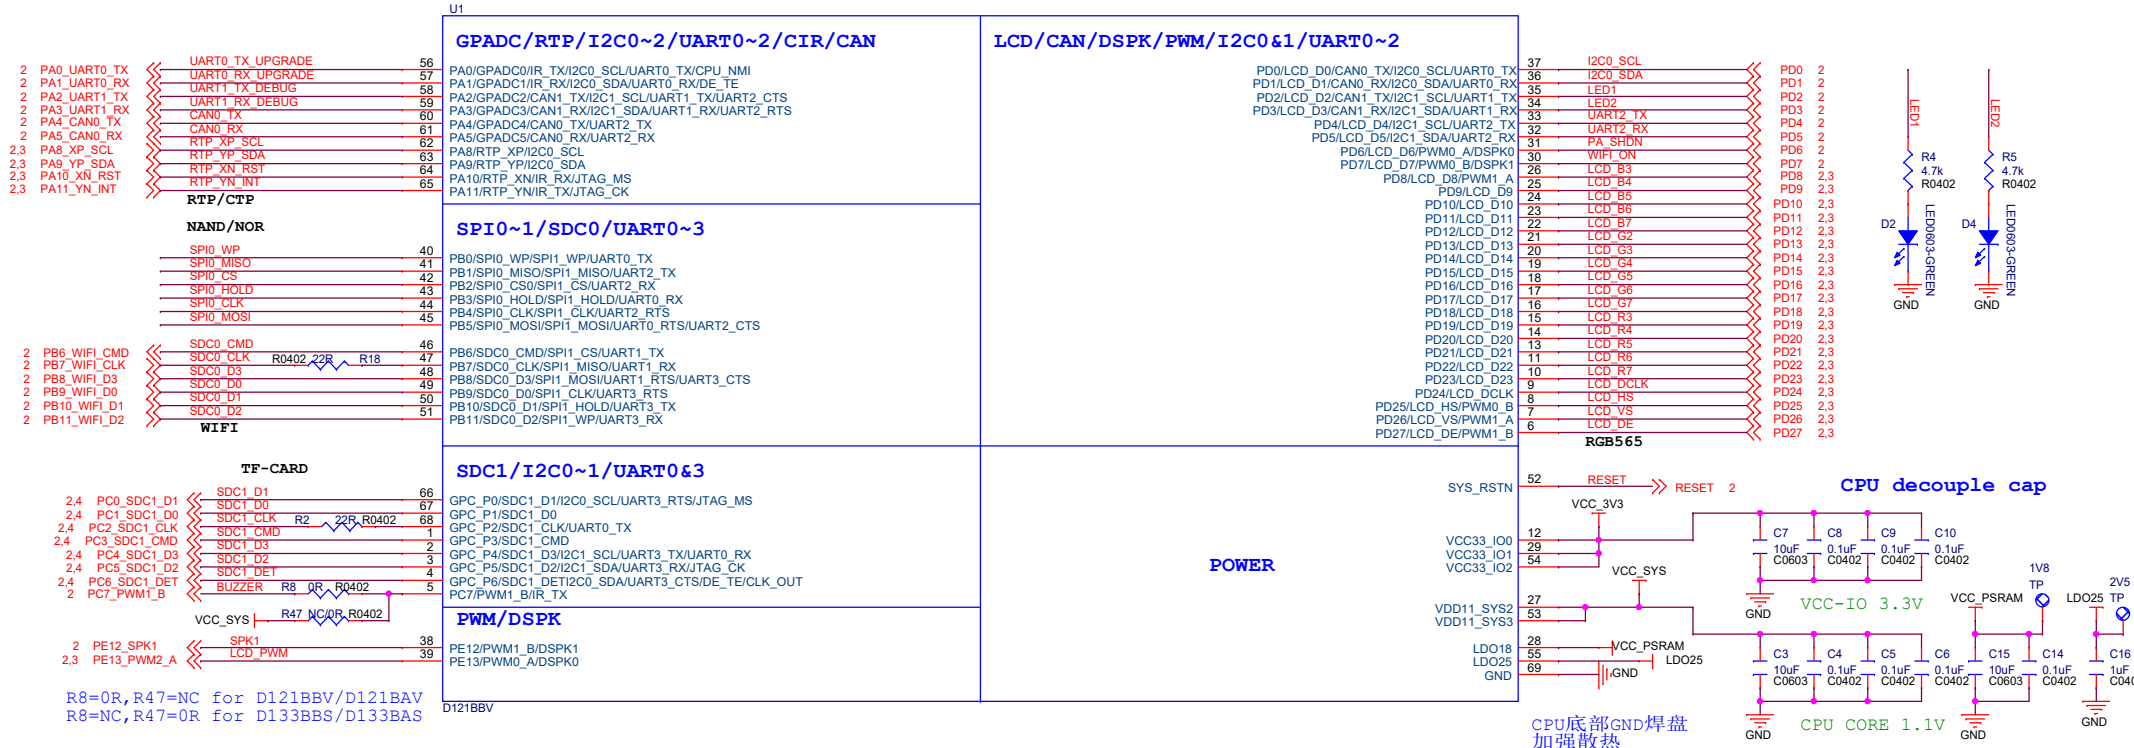 U1
GPADC/RTP/I2C0~2/UART0~2/CIR/CAN
2 PA0_UART0_TX UART0_TX_UPGRADE 56 PA0/GPADC0/IR_TX/I2C0_SCL/UART0_TX/CPU_NMI
2 PA1_UART0_RX UART0_RX_UPGRADE 57 PA1/GPADC1/IR_RX/I2C0_SDA/UART0_RX/DE_TE
2 PA2_UART1_TX UART1_TX_DEBUG 58 PA2/GPADC2/CAN1_TX/I2C1_SCL/UART1_TX/UART2_CTS
2 PA3_UART1_RX UART1_RX_DEBUG 59 PA3/GPADC3/CAN1_RX/I2C1_SDA/UART1_RX/UART2_RTS
2 PA4_CAN0_TX CAN0_TX 60 PA4/GPADC4/CAN0_TX/UART2_TX
2 PA5_CAN0_RX CAN0_RX 61 PA5/GPADC5/CAN0_RX/UART2_RX
2,3 PA8_XP_SCL RTP_XP_SCL 62 PA8/RTP_XP/I2C0_SCL
2,3 PA9_YP_SDA RTP_YP_SDA 63 PA9/RTP_YP/I2C0_SDA
2,3 PA10_XN_RST RTP_XN_RST 64 PA10/RTP_XN/IR_RX/JTAG_MS
2,3 PA11_YN_INT RTP_YN_INT 65 PA11/RTP_YN/IR_TX/JTAG_CK
RTP/CTP
NAND/NOR
SPI0~1/SDC0/UART0~3
SPI0_WP 40 PB0/SPI0_WP/SPI1_WP/UART0_TX
SPI0_MISO 41 PB1/SPI0_MISO/SPI1_MISO/UART2_TX
SPI0_CS 42 PB2/SPI0_CS0/SPI1_CS/UART2_RX
SPI0_HOLD 43 PB3/SPI0_HOLD/SPI1_HOLD/UART0_RX
SPI0_CLK 44 PB4/SPI0_CLK/SPI1_CLK/UART2_RTS
SPI0_MOSI 45 PB5/SPI0_MOSI/SPI1_MOSI/UART0_RTS/UART2_CTS
2 PB6_WIFI_CMD SDC0_CMD 46 PB6/SDC0_CMD/SPI1_CS/UART1_TX
2 PB7_WIFI_CLK SDC0_CLK R0402 22R R18 47 PB7/SDC0_CLK/SPI1_MISO/UART1_RX
2 PB8_WIFI_D3 SDC0_D3 48 PB8/SDC0_D3/SPI1_MOSI/UART1_RTS/UART3_CTS
2 PB9_WIFI_D0 SDC0_D0 49 PB9/SDC0_D0/SPI1_CLK/UART3_RTS
2 PB10_WIFI_D1 SDC0_D1 50 PB10/SDC0_D1/SPI1_HOLD/UART3_TX
2 PB11_WIFI_D2 SDC0_D2 51 PB11/SDC0_D2/SPI1_WP/UART3_RX
WIFI
TF-CARD
SDC1/I2C0~1/UART0&3
2,4 PC0_SDC1_D1 SDC1_D1 66 GPC_P0/SDC1_D1/I2C0_SCL/UART3_RTS/JTAG_MS
2,4 PC1_SDC1_D0 SDC1_D0 67 GPC_P1/SDC1_D0
2,4 PC2_SDC1_CLK SDC1_CLK R2 22R R0402 68 GPC_P2/SDC1_CLK/UART0_TX
2,4 PC3_SDC1_CMD SDC1_CMD 1 GPC_P3/SDC1_CMD
2,4 PC4_SDC1_D3 SDC1_D3 2 GPC_P4/SDC1_D3/I2C1_SCL/UART3_TX/UART0_RX
2,4 PC5_SDC1_D2 SDC1_D2 3 GPC_P5/SDC1_D2/I2C1_SDA/UART3_RX/JTAG_CK
2,4 PC6_SDC1_DET SDC1_DET 4 GPC_P6/SDC1_DETI2C0_SDA/UART3_CTS/DE_TE/CLK_OUT
2 PC7_PWM1_B BUZZER R8 0R R0402 5 PC7/PWM1_B/IR_TX
VCC_SYS R47 NC/0R R0402
PWM/DSPK
2 PE12_SPK1 SPK1 38 PE12/PWM1_B/DSPK1
2,3 PE13_PWM2_A LCD_PWM 39 PE13/PWM0_A/DSPK0
R8=0R,R47=NC for D121BBV/D121BAV
R8=NC,R47=0R for D133BBS/D133BAS
D121BBV
LCD/CAN/DSPK/PWM/I2C0&1/UART0~2
PD0/LCD_D0/CAN0_TX/I2C0_SCL/UART0_TX 37 I2C0_SCL PD0 2
PD1/LCD_D1/CAN0_RX/I2C0_SDA/UART0_RX 36 I2C0_SDA PD1 2
PD2/LCD_D2/CAN1_TX/I2C1_SCL/UART1_TX 35 LED1 PD2 2
PD3/LCD_D3/CAN1_RX/I2C1_SDA/UART1_RX 34 LED2 PD3 2
PD4/LCD_D4/I2C1_SCL/UART2_TX 33 UART2_TX PD4 2
PD5/LCD_D5/I2C1_SDA/UART2_RX 32 UART2_RX PD5 2
PD6/LCD_D6/PWM0_A/DSPK0 31 PA_SHDN PD6 2
PD7/LCD_D7/PWM0_B/DSPK1 30 WIFI_ON PD7 2
PD8/LCD_D8/PWM1_A 26 LCD_B3 PD8 2,3
PD9/LCD_D9 25 LCD_B4 PD9 2,3
PD10/LCD_D10 24 LCD_B5 PD10 2,3
PD11/LCD_D11 23 LCD_B6 PD11 2,3
PD12/LCD_D12 22 LCD_B7 PD12 2,3
PD13/LCD_D13 21 LCD_G2 PD13 2,3
PD14/LCD_D14 20 LCD_G3 PD14 2,3
PD15/LCD_D15 19 LCD_G4 PD15 2,3
PD16/LCD_D16 18 LCD_G5 PD16 2,3
PD17/LCD_D17 17 LCD_G6 PD17 2,3
PD18/LCD_D18 16 LCD_G7 PD18 2,3
PD19/LCD_D19 15 LCD_R3 PD19 2,3
PD20/LCD_D20 14 LCD_R4 PD20 2,3
PD21/LCD_D21 13 LCD_R5 PD21 2,3
PD22/LCD_D22 11 LCD_R6 PD22 2,3
PD23/LCD_D23 10 LCD_R7 PD23 2,3
PD24/LCD_DCLK 9 LCD_DCLK PD24 2,3
PD25/LCD_HS/PWM0_B 8 LCD_HS PD25 2,3
PD26/LCD_VS/PWM1_A 7 LCD_VS PD26 2,3
PD27/LCD_DE/PWM1_B 6 LCD_DE PD27 2,3
RGB565
LED1 LED2
R4 R5
4.7k 4.7k
R0402 R0402
D2 LED0603-GREEN D4 LED0603-GREEN
GND GND
POWER
SYS_RSTN 52 RESET RESET 2
VCC_3V3
VCC33_IO0 12
VCC33_IO1 29
VCC33_IO2 54
VCC_SYS
VDD11_SYS2 27
VDD11_SYS3 53
LDO18 28 VCC_PSRAM
LDO25 55 LDO25
GND 69 GND
CPU底部GND焊盘
加强散热
CPU decouple cap
C7 C8 C9 C10
10uF 0.1uF 0.1uF 0.1uF
C0603 C0402 C0402 C0402
GND
VCC-IO 3.3V
VCC_PSRAM 1V8 TP LDO25 2V5 TP
C3 C4 C5 C6 C15 C14 C16
10uF 0.1uF 0.1uF 0.1uF 10uF 0.1uF 1uF
C0603 C0402 C0402 C0402 C0603 C0402 C040
GND GND GND
CPU CORE 1.1V